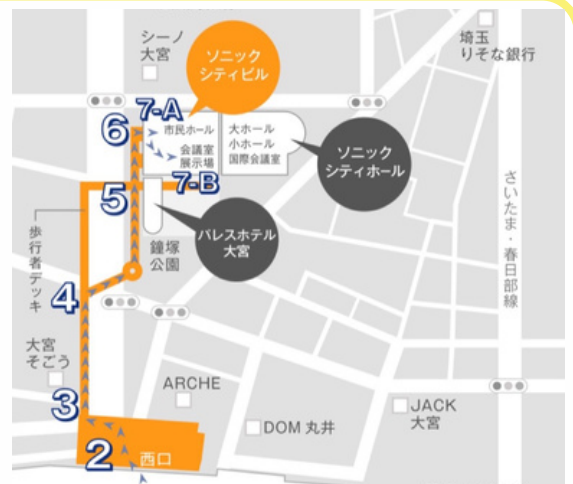 シーノ
大宮
ソニック
シティビル
埼玉
りそな銀行
6
7-A
市民ホール
会議室
展示場
大ホール
小ホール
国際会議室
ソニック
シティホール
5
7-B
パレスホテル
大宮
鐘塚
公園
歩行者デッキ
さいたま・春日部線
4
大宮
そごう
3
ARCHE
DOM 丸井
JACK
大宮
2
西口